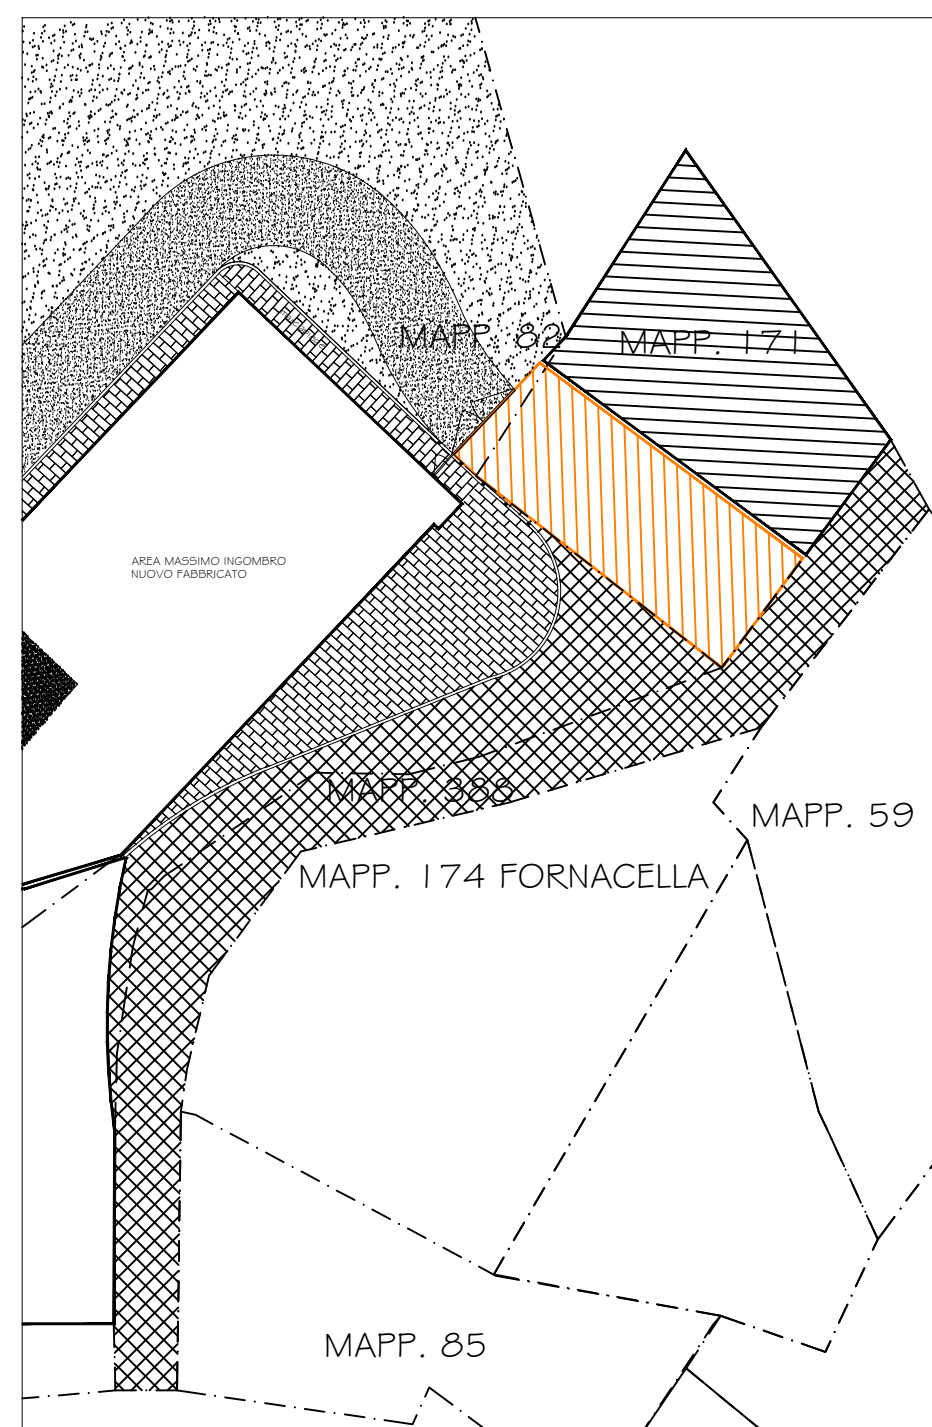 MAPP. 82
MAPP. 171
AREA MASSIMO INGOMBRO
NUOVO FABBRICATO
MAPP. 388
MAPP. 59
MAPP. 174 FORNACELLA
MAPP. 85